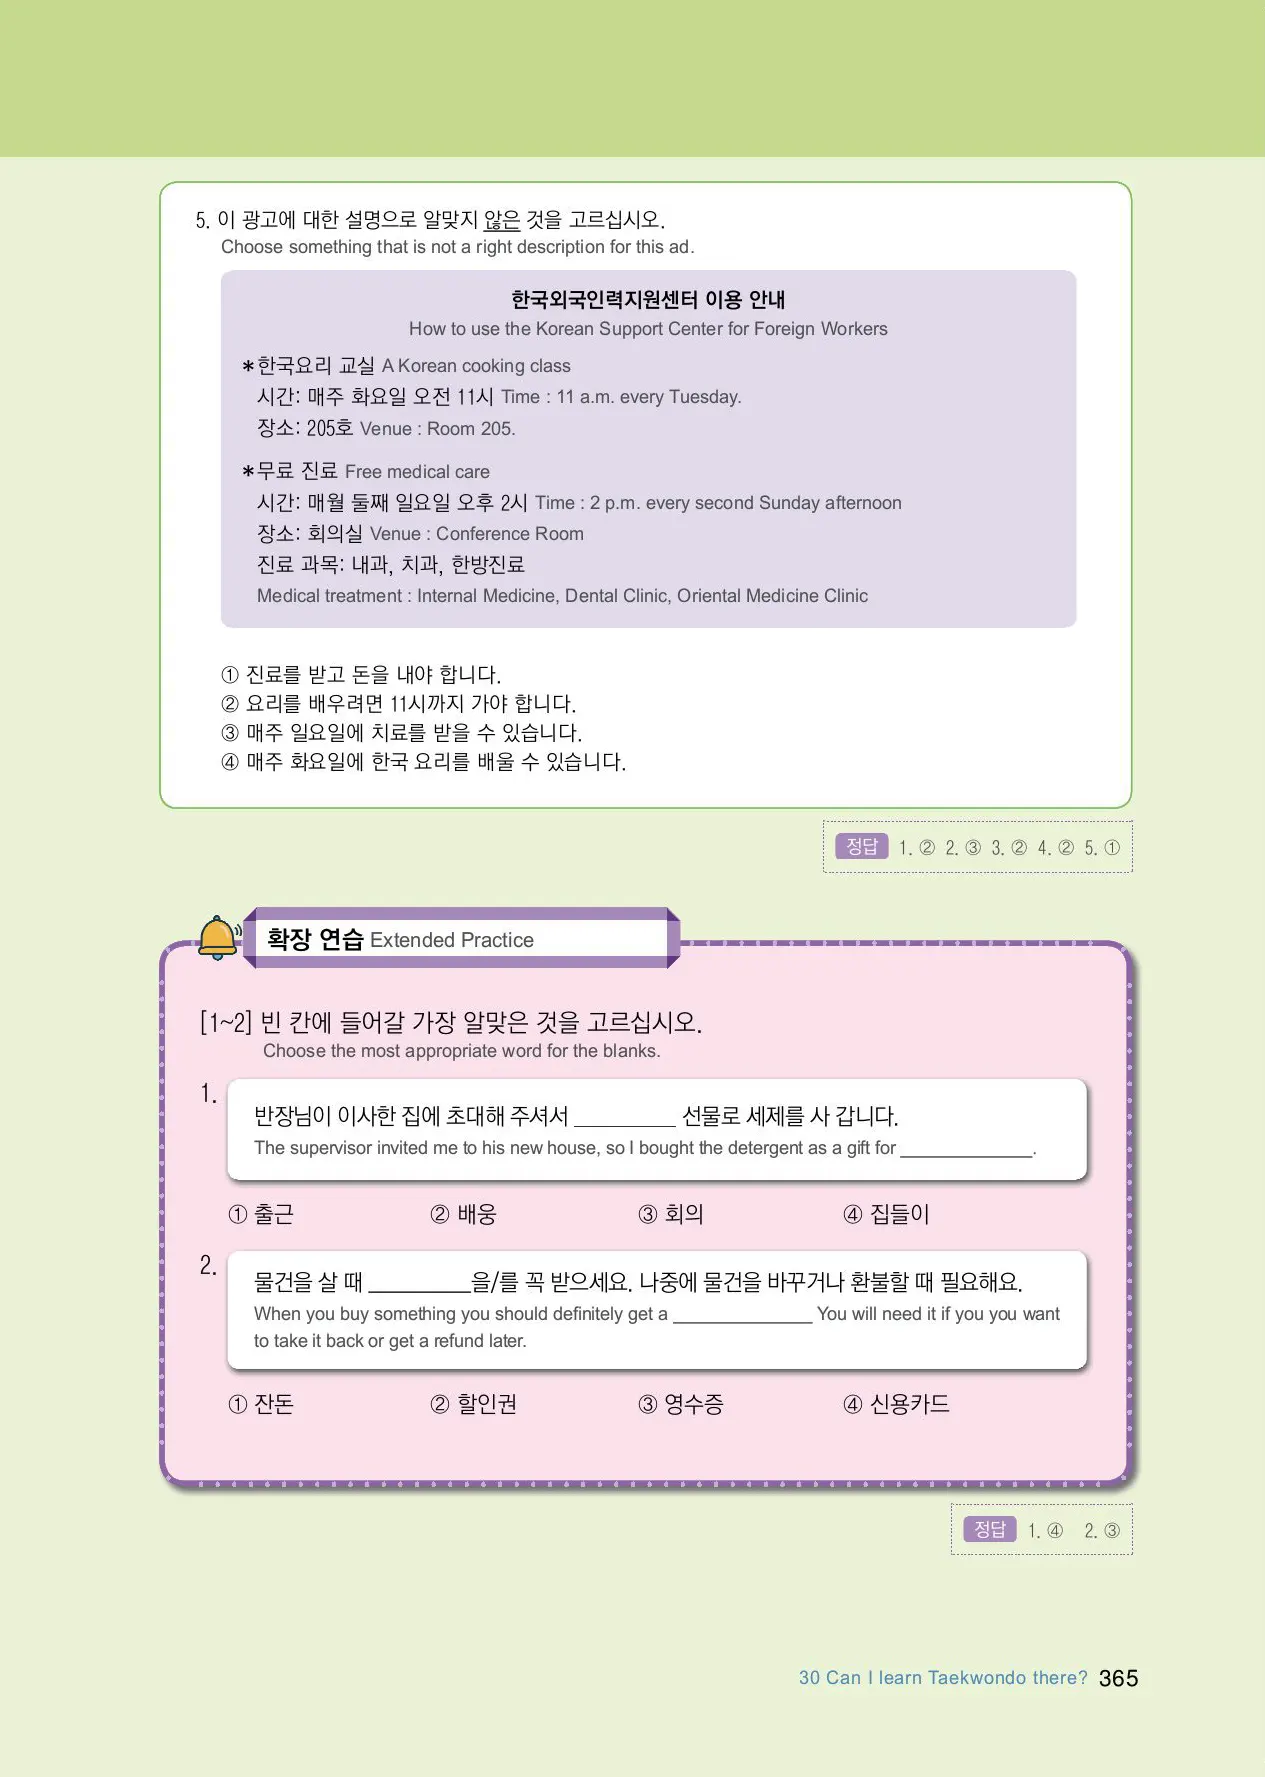 5. 이 광고에 대한 설명으로 알맞지 않은 것을 고르십시오.
Choose something that is not a right description for this ad.
한국외국인력지원센터 이용 안내
How to use the Korean Support Center for Foreign Workers
*한국요리 교실 A Korean cooking class
시간: 매주 화요일 오전 11시 Time : 11 a.m. every Tuesday.
장소: 205호 Venue : Room 205.
*무료 진료 Free medical care
시간: 매월 둘째 일요일 오후 2시 Time : 2 p.m. every second Sunday afternoon
장소: 회의실 Venue : Conference Room
진료 과목: 내과, 치과, 한방진료
Medical treatment : Internal Medicine, Dental Clinic, Oriental Medicine Clinic
① 진료를 받고 돈을 내야 합니다.
② 요리를 배우려면 11시까지 가야 합니다.
③ 매주 일요일에 치료를 받을 수 있습니다.
④ 매주 화요일에 한국 요리를 배울 수 있습니다.
정답 1. ② 2. ③ 3. ② 4. ② 5. ①
확장 연습 Extended Practice
[1~2] 빈 칸에 들어갈 가장 알맞은 것을 고르십시오.
Choose the most appropriate word for the blanks.
1.
반장님이 이사한 집에 초대해 주셔서 _________ 선물로 세제를 사 갑니다.
The supervisor invited me to his new house, so I bought the detergent as a gift for _____________.
① 출근 ② 배웅 ③ 회의 ④ 집들이
2.
물건을 살 때 _________을/를 꼭 받으세요. 나중에 물건을 바꾸거나 환불할 때 필요해요.
When you buy something you should definitely get a ______________ You will need it if you you want
to take it back or get a refund later.
① 잔돈 ② 할인권 ③ 영수증 ④ 신용카드
정답 1. ④ 2. ③
30 Can I learn Taekwondo there? 365